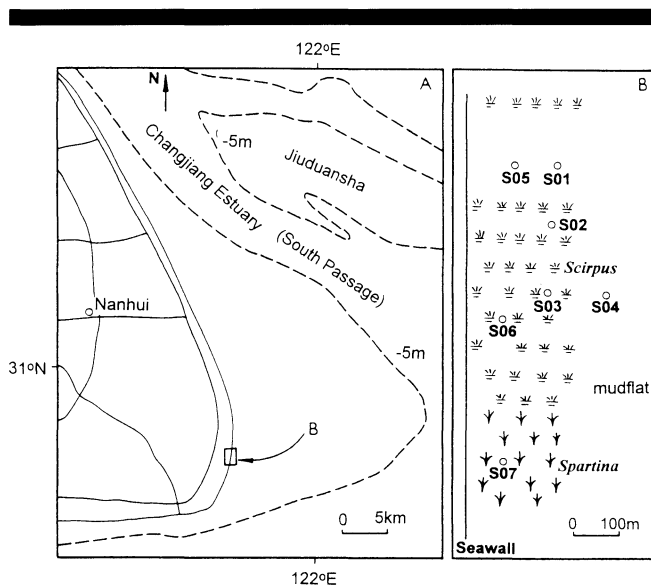 122°E
N
A
-5m
Jiuduansha
Changjiang Estuary
(South Passage)
Nanhui
-5m
31°N
B
0 5km
122°E
B
S05 S01
S02
Scirpus
S03 S04
S06
mudflat
S07
Spartina
0 100m
Seawall